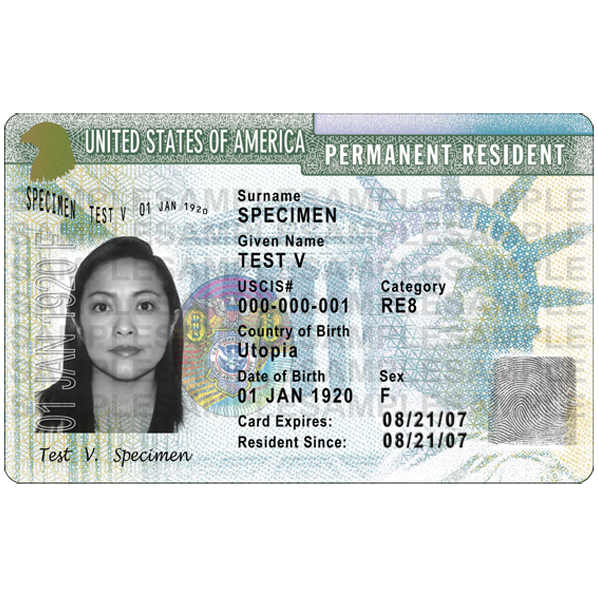 UNITED STATES OF AMERICA
PERMANENT RESIDENT
SPECIMEN TEST V 01 JAN 1920
Surname
SPECIMEN
Given Name
TEST V
USCIS# Category
000-000-001 RE8
Country of Birth
Utopia
Date of Birth Sex
01 JAN 1920 F
Card Expires: 08/21/07
Resident Since: 08/21/07
01 JAN 1920
Test V. Specimen
SAMPLE